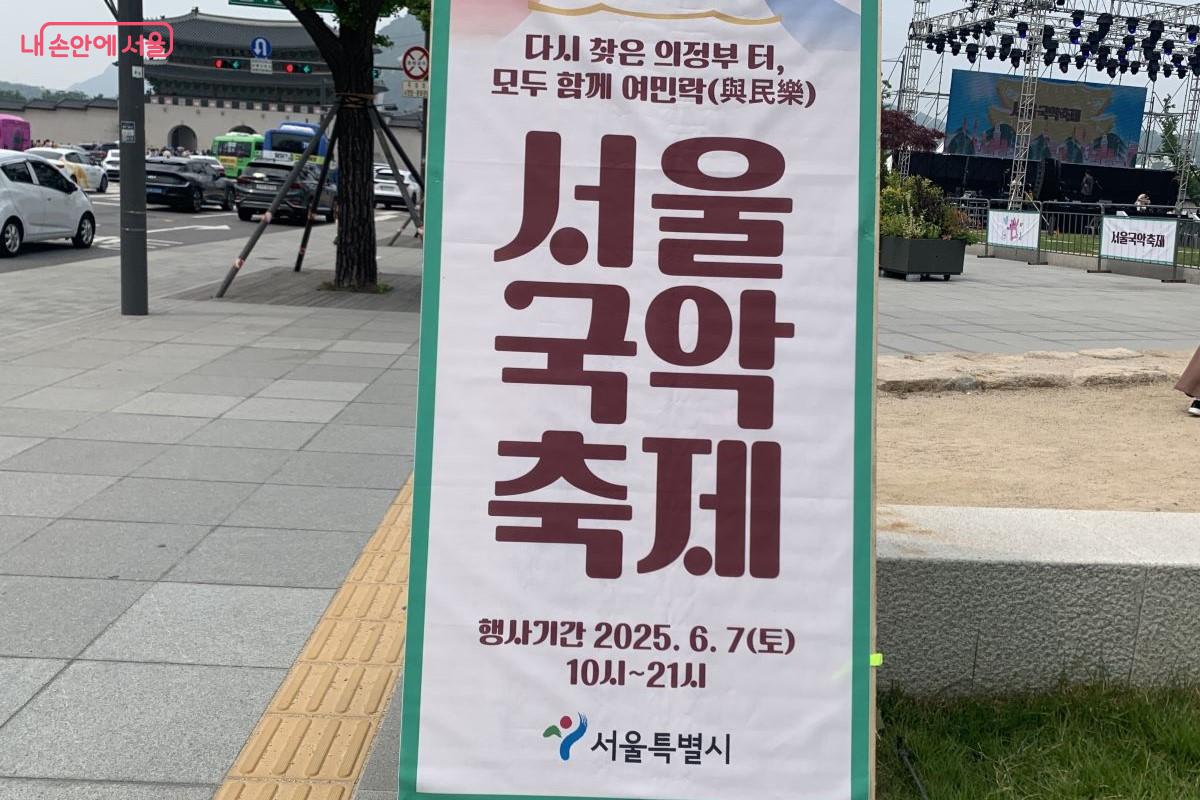 내 손안에 서울
다시 찾은 의정부 터,
모두 함께 여민락(與民樂)
서울
국악
축제
행사기간 2025. 6. 7(토)
10시~21시
서울특별시
서울국악축제
서울국악축제